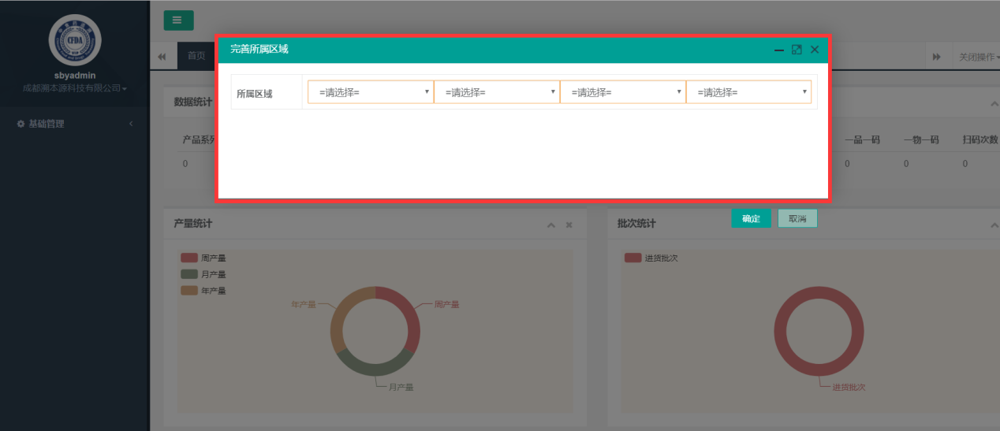 CFDA
sbyadmin
成都溯本源科技有限公司
基础管理
首页
关闭操作
完善所属区域
所属区域
=请选择= =请选择= =请选择= =请选择=
数据统计
产品系列 一品一码 一物一码 扫码次数
0 0 0 0
确定 取消
产量统计
周产量
月产量
年产量
年产量 周产量
月产量
批次统计
进货批次
进货批次